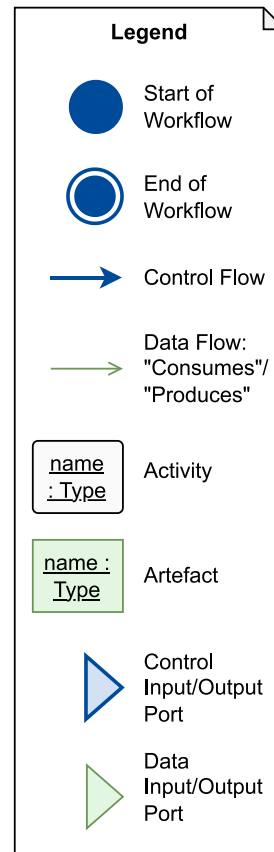 Legend
Start of
Workflow
End of
Workflow
Control Flow
Data Flow:
"Consumes"/
"Produces"
name
: Type
Activity
name :
Type
Artefact
Control
Input/Output
Port
Data
Input/Output
Port